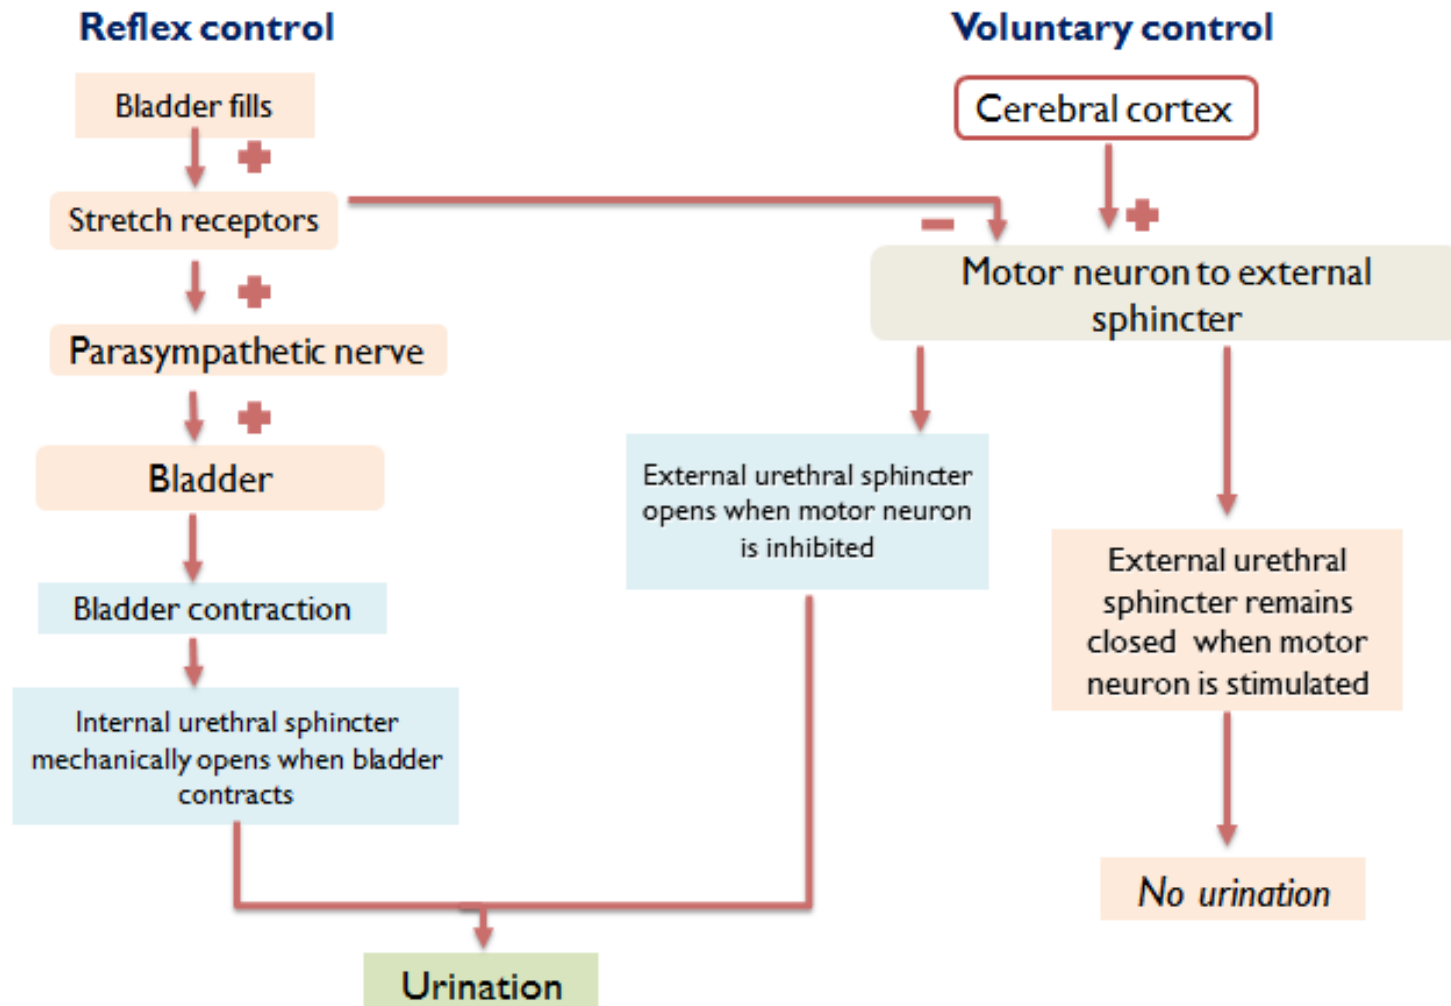 Reflex control
Voluntary control
Bladder fills
Cerebral cortex
Stretch receptors
Motor neuron to external
sphincter
Parasympathetic nerve
Bladder
External urethral sphincter
opens when motor neuron
is inhibited
External urethral
sphincter remains
closed when motor
neuron is stimulated
Bladder contraction
Internal urethral sphincter
mechanically opens when bladder
contracts
No urination
Urination